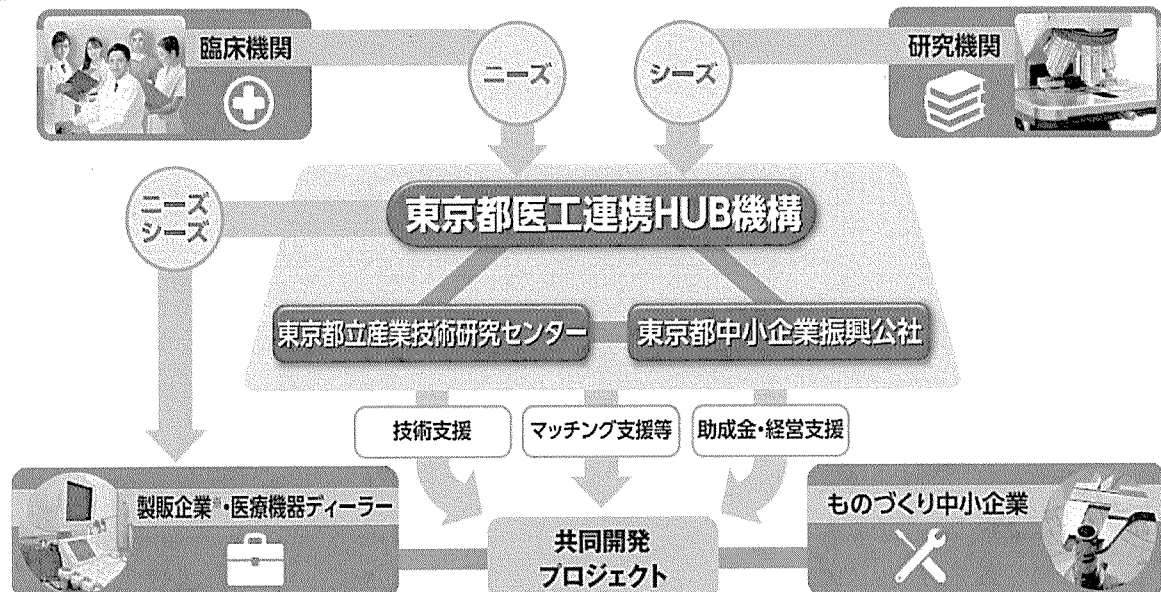 臨床機関
ニーズ
シーズ
研究機関
ニーズ
シーズ
東京都医工連携HUB機構
東京都立産業技術研究センター
東京都中小企業振興公社
技術支援
マッチング支援等
助成金・経営支援
製販企業※・医療機器ディーラー
共同開発
プロジェクト
ものづくり中小企業